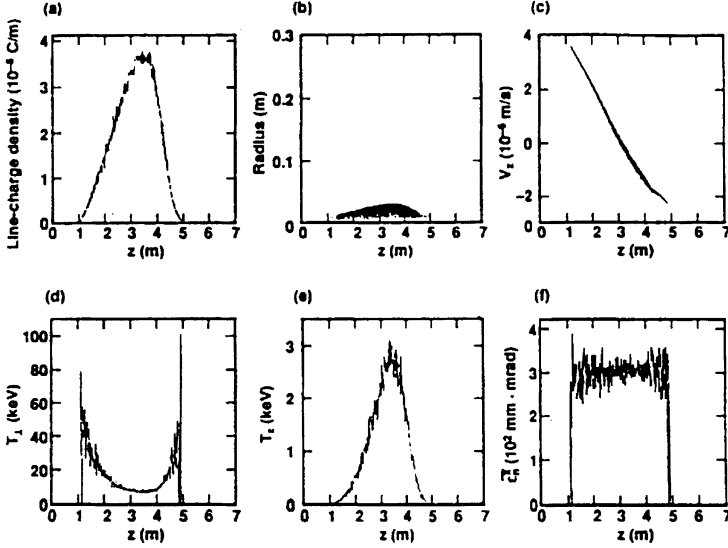 (a)
(b)
(c)
Line-charge density (10⁻⁶ C/m)
4
3
2
1
0
0 1 2 3 4 5 6 7
z (m)
Radius (m)
0.3
0.2
0.1
0
0 1 2 3 4 5 6 7
z (m)
V_z (10⁻⁶ m/s)
4
2
0
−2
0 1 2 3 4 5 6 7
z (m)
(d)
(e)
(f)
T⊥ (keV)
100
80
60
40
20
0
0 1 2 3 4 5 6 7
z (m)
T_z (keV)
3
2
1
0
0 1 2 3 4 5 6 7
z (m)
(10² mm · mrad)
4
3
2
1
0
0 1 2 3 4 5 6 7
z (m)